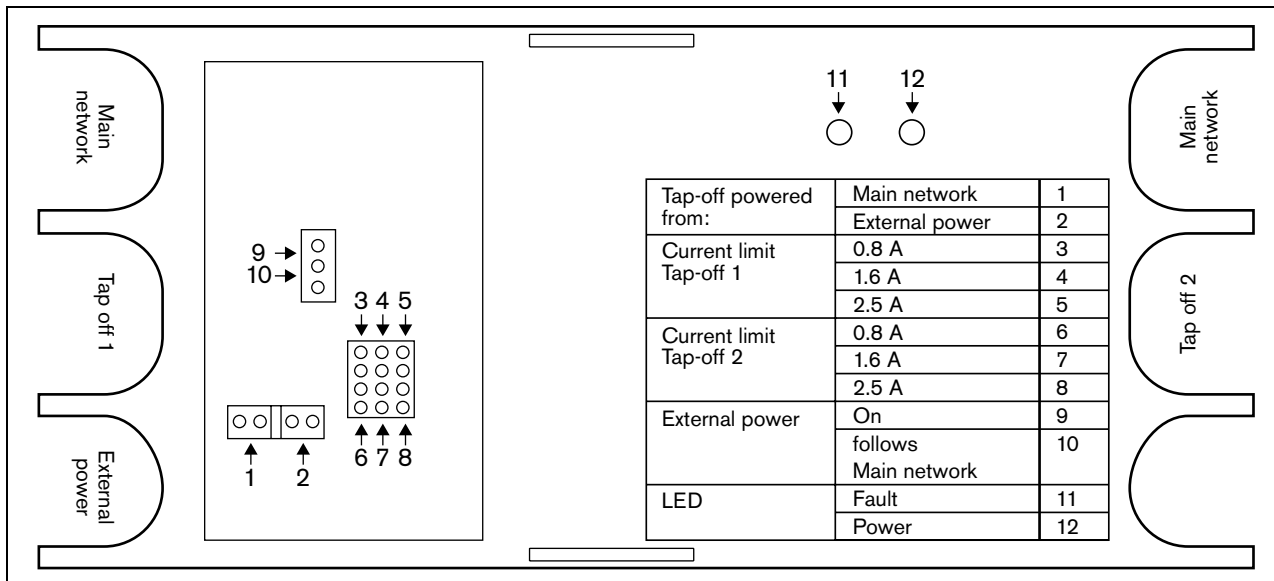 Main
network
Tap off 1
External
power
9
10
3 4 5
6 7 8
1 2
11 12
Tap-off powered
from:
Main network 1
External power 2
Current limit
Tap-off 1
0.8 A 3
1.6 A 4
2.5 A 5
Current limit
Tap-off 2
0.8 A 6
1.6 A 7
2.5 A 8
External power
On 9
follows
Main network
10
LED
Fault 11
Power 12
Main
network
Tap off 2